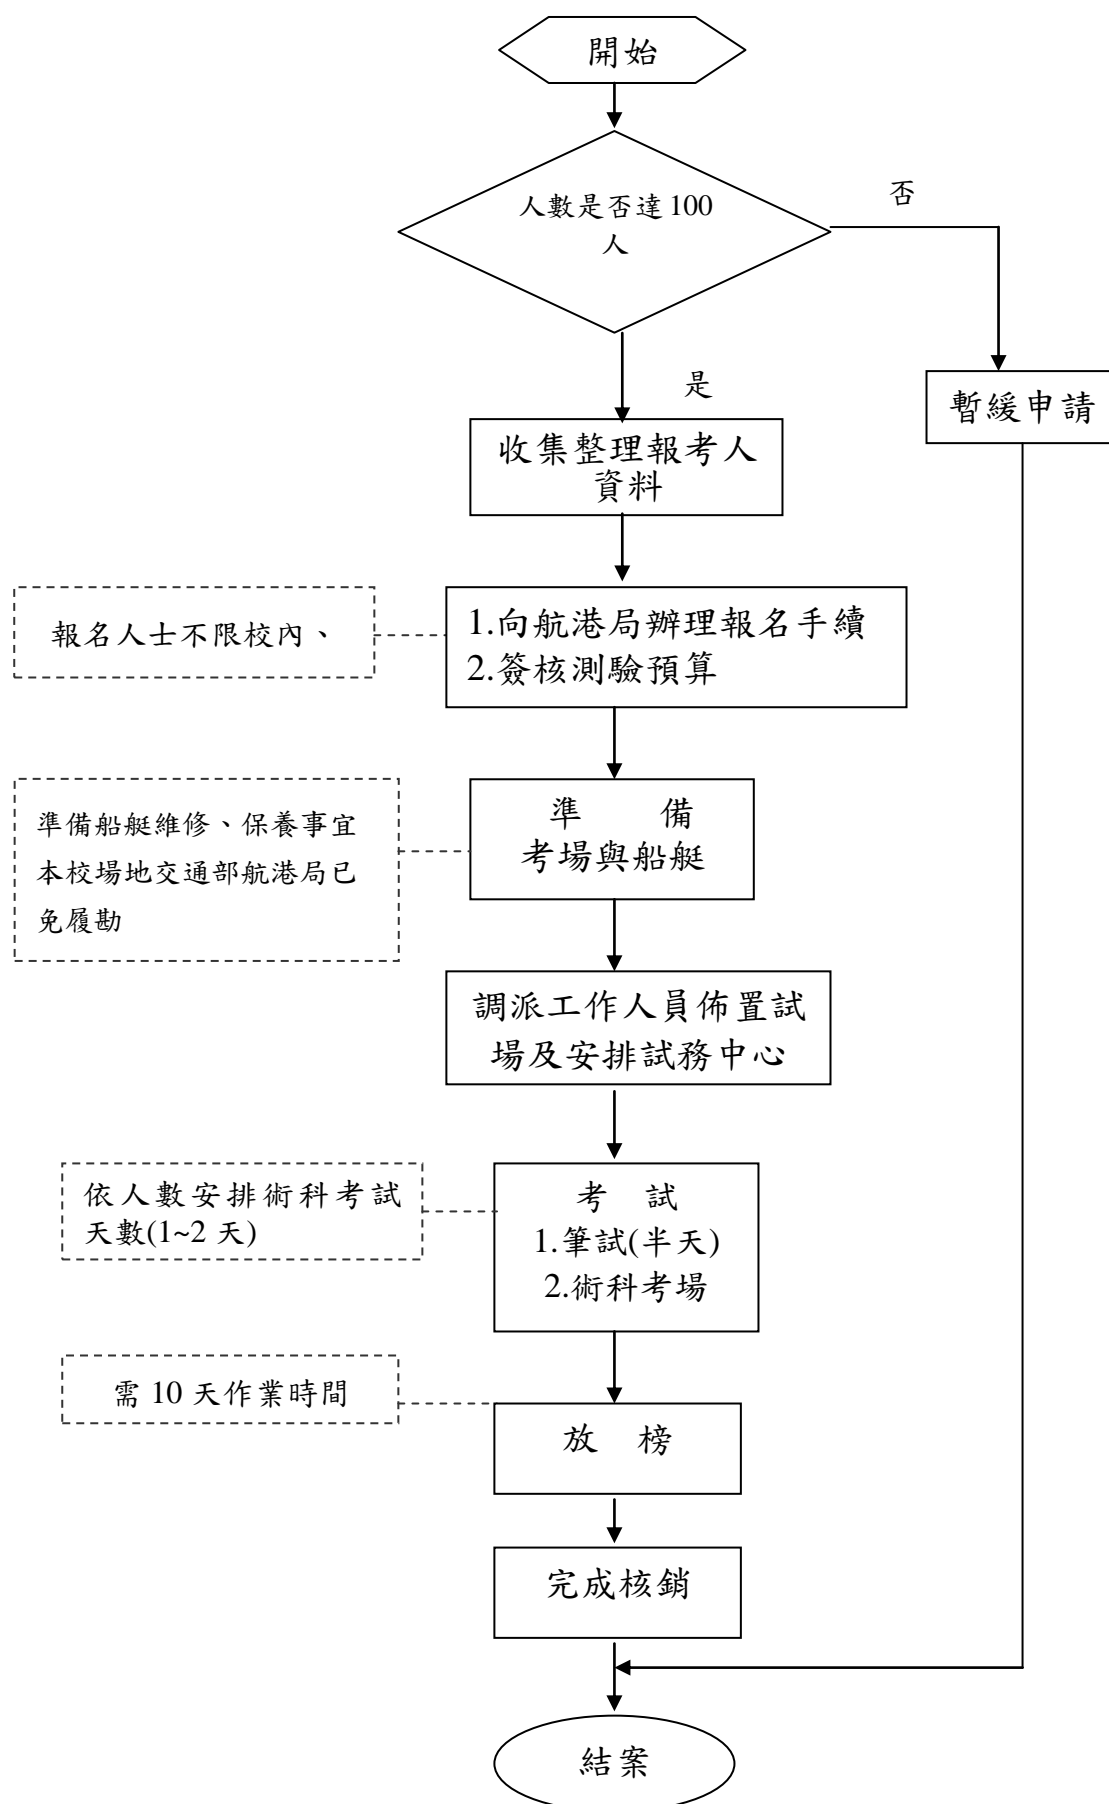 開始
人數是否達 100
人
否
是
暫緩申請
收集整理報考人
資料
報名人士不限校內、
1.向航港局辦理報名手續
2.簽核測驗預算
準備船艇維修、保養事宜
本校場地交通部航港局已
免履勘
準 備
考場與船艇
調派工作人員佈置試
場及安排試務中心
依人數安排術科考試
天數(1~2 天)
考 試
1.筆試(半天)
2.術科考場
需 10 天作業時間
放 榜
完成核銷
結案